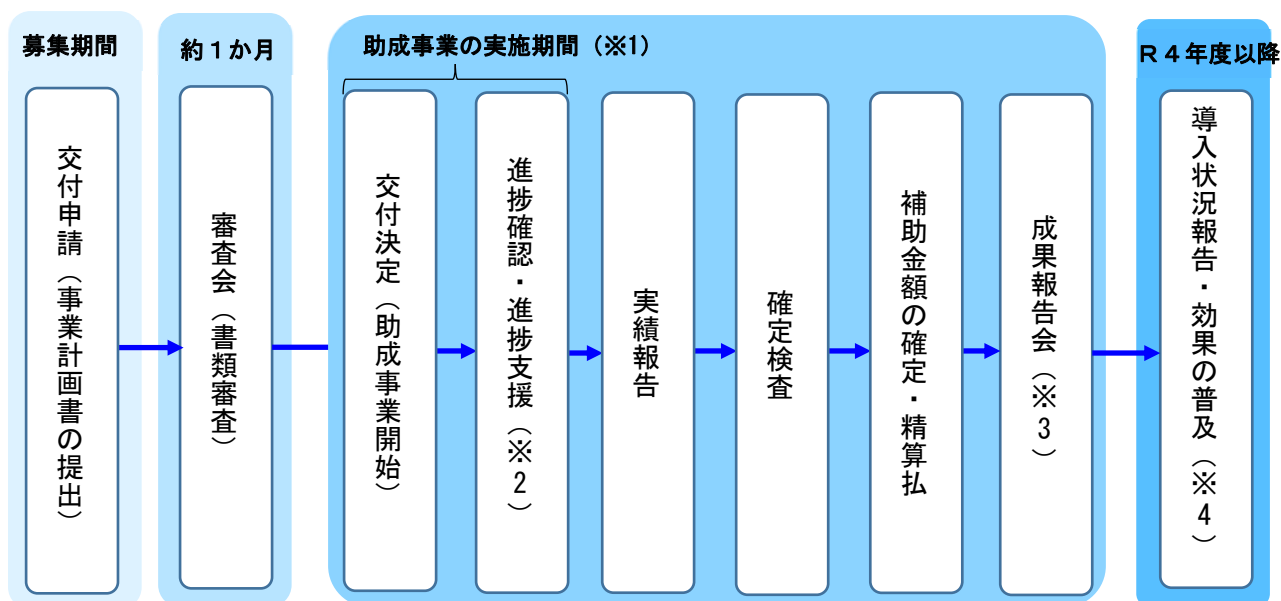 募集期間
交付申請（事業計画書の提出）
約１か月
審査会（書類審査）
助成事業の実施期間（※1）
交付決定（助成事業開始）
進捗確認・進捗支援（※２）
実績報告
確定検査
補助金額の確定・精算払
成果報告会（※３）
Ｒ４年度以降
導入状況報告・効果の普及（※４）